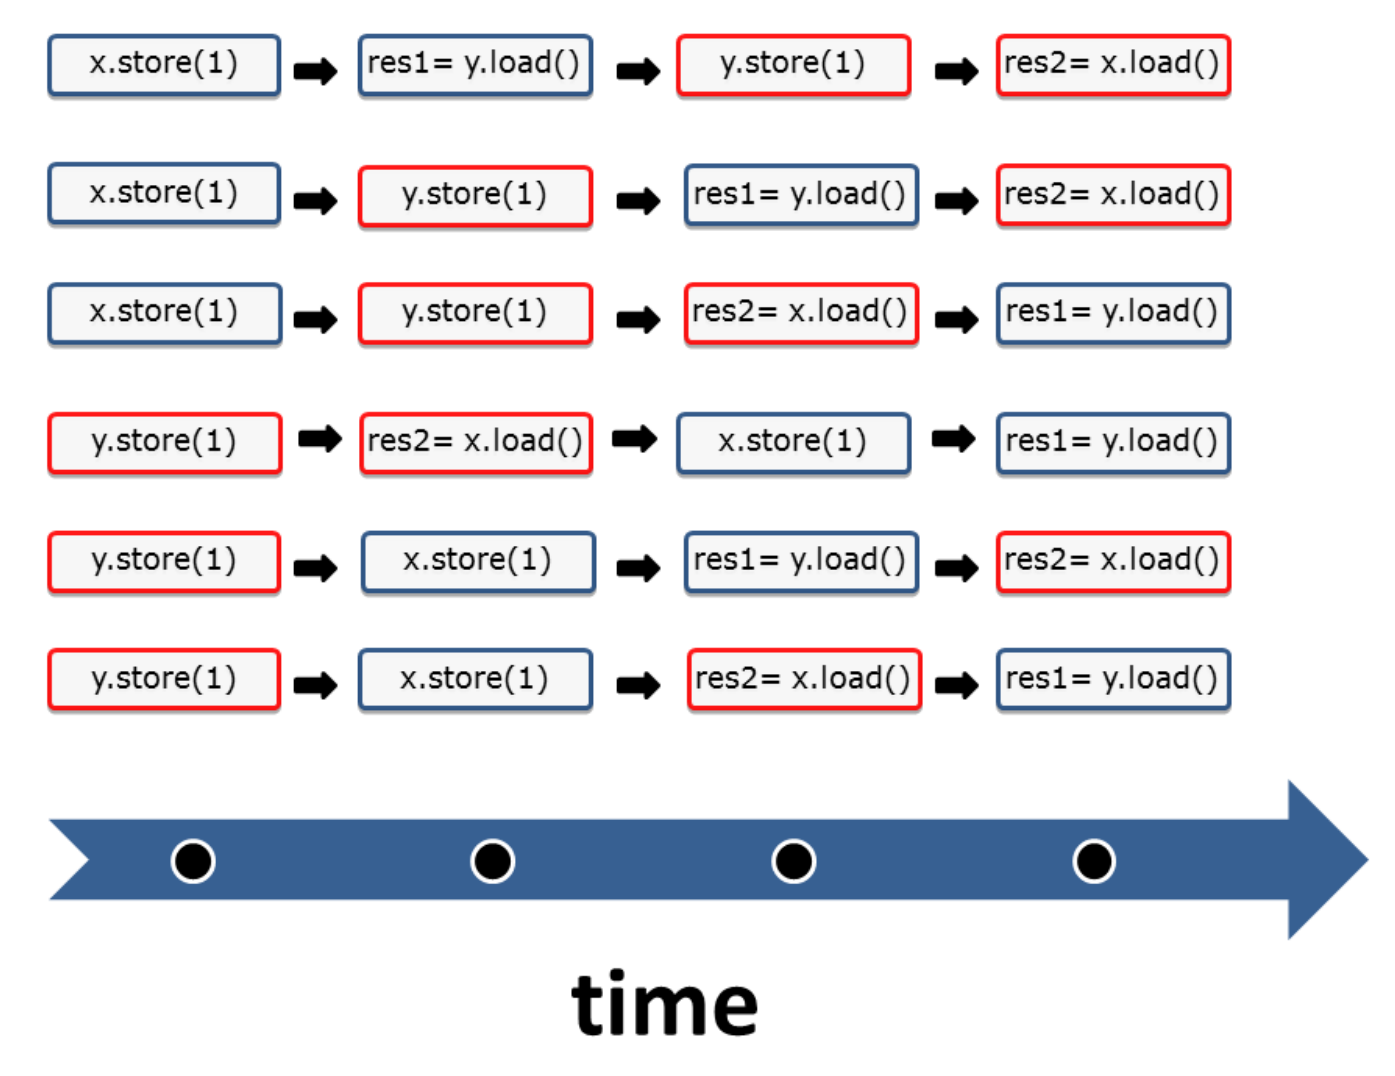 x.store(1) res1= y.load() y.store(1) res2= x.load()
x.store(1) y.store(1) res1= y.load() res2= x.load()
x.store(1) y.store(1) res2= x.load() res1= y.load()
y.store(1) res2= x.load() x.store(1) res1= y.load()
y.store(1) x.store(1) res1= y.load() res2= x.load()
y.store(1) x.store(1) res2= x.load() res1= y.load()
time